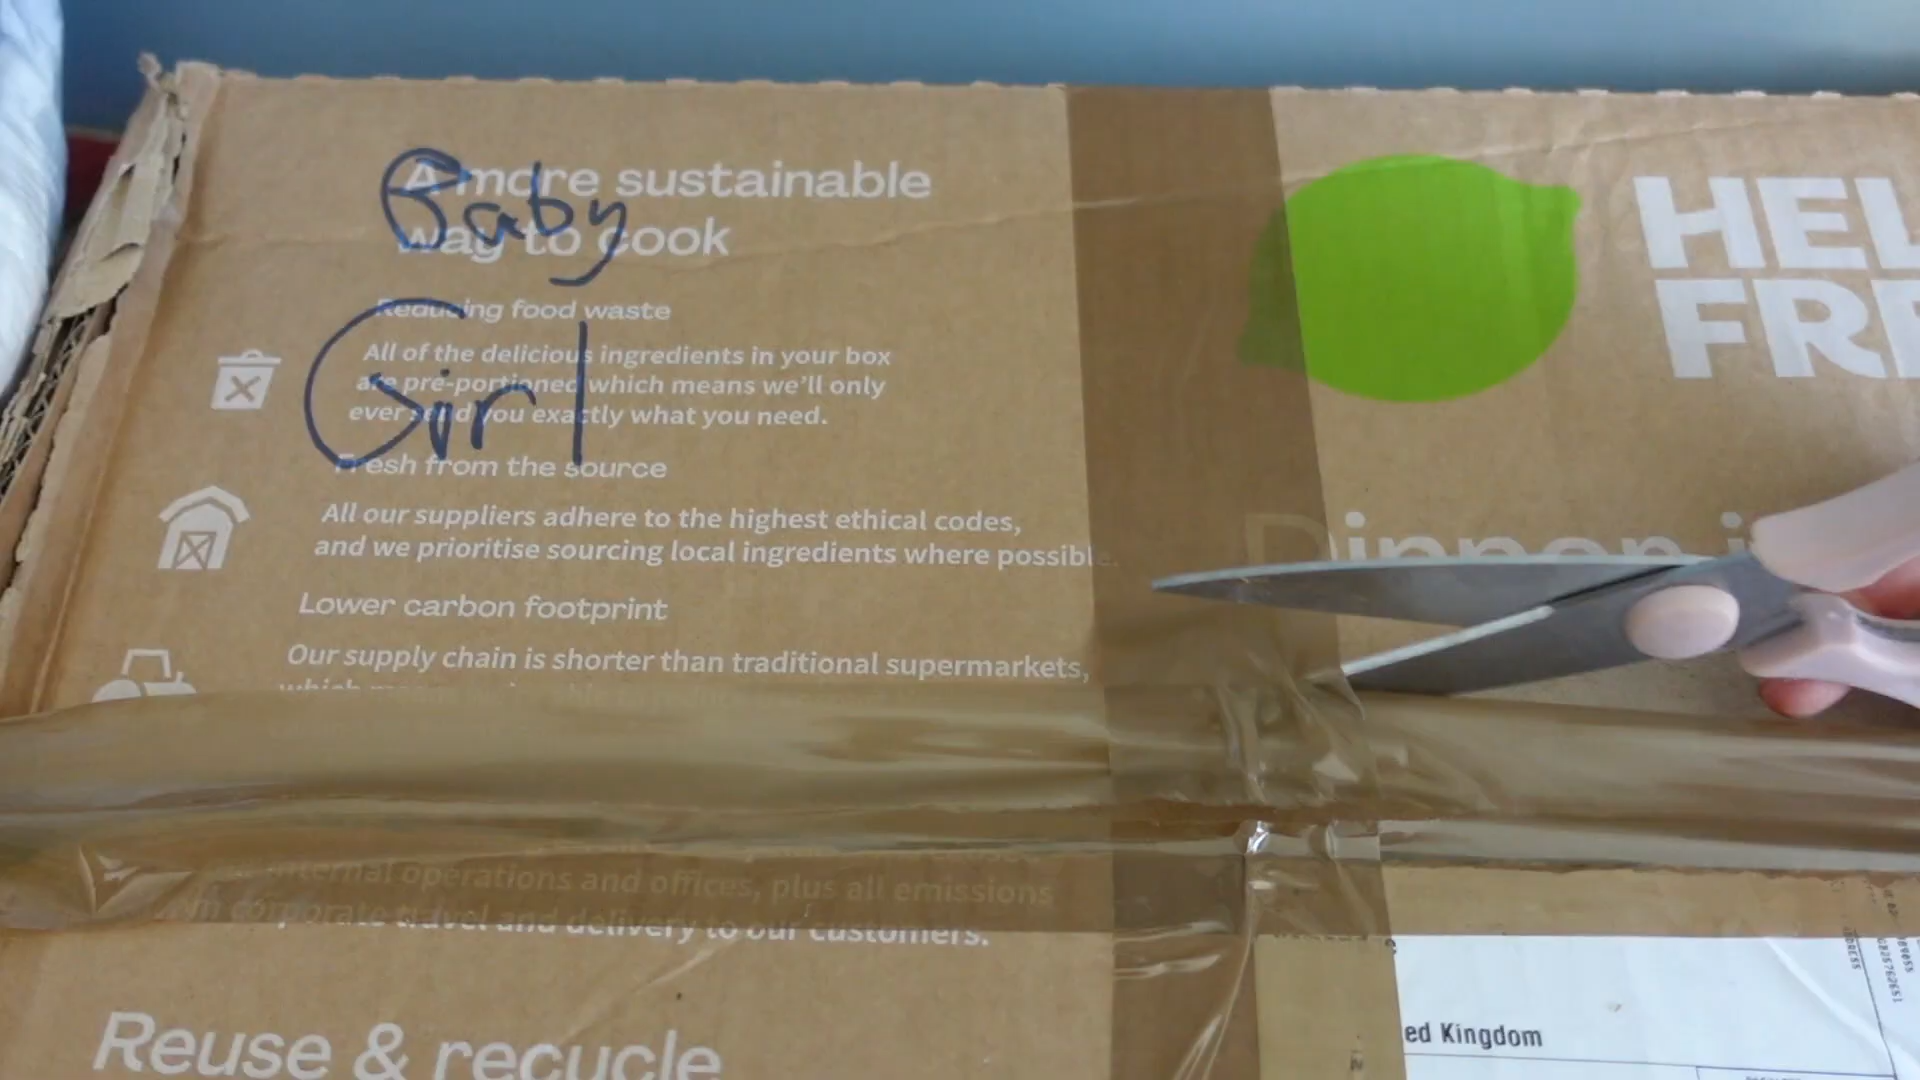 Baby
Girl
A more sustainable
way to cook
Reducing food waste
All of the delicious ingredients in your box
are pre-portioned which means we'll only
ever send you exactly what you need.
Fresh from the source
All our suppliers adhere to the highest ethical codes,
and we prioritise sourcing local ingredients where possible.
Lower carbon footprint
Our supply chain is shorter than traditional supermarkets,
internal operations and offices, plus all emissions
corporate travel and delivery to our customers.
Reuse & recycle
HEL
FRE
Dinner i
ed Kingdom